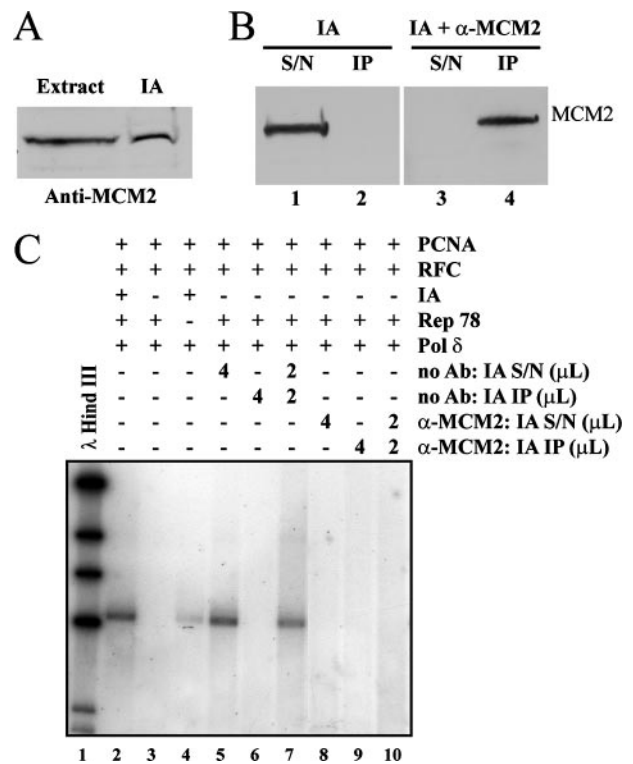 A
Extract IA
Anti-MCM2
B
IA IA + α-MCM2
S/N IP S/N IP
MCM2
1 2 3 4
C
+ + + + + + + + + PCNA
+ + + + + + + + + RFC
+ - + - - - - - - IA
+ + - + + + + + + Rep 78
+ + + + + + + + + Pol δ
- - - 4 - 2 - - - no Ab: IA S/N (μL)
- - - - 4 2 - - - no Ab: IA IP (μL)
- - - - - - 4 - 2 α-MCM2: IA S/N (μL)
- - - - - - - 4 2 α-MCM2: IA IP (μL)
λ Hind III
1 2 3 4 5 6 7 8 9 10